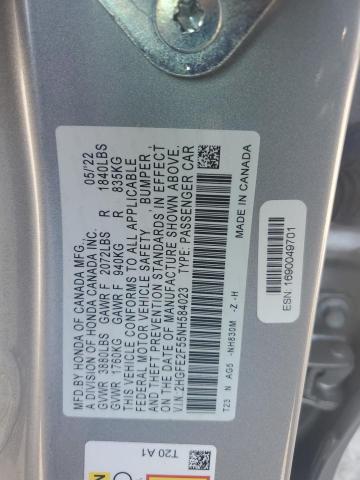 MFD. BY HONDA OF CANADA MFG.
A DIVISION OF HONDA CANADA INC. 05/22
GVWR 3880LBS GAWR F 2072LBS R 1840LBS
GVWR 1760KG GAWR F 940KG R 835KG
THIS VEHICLE CONFORMS TO ALL APPLICABLE
FEDERAL MOTOR VEHICLE SAFETY, BUMPER,
& THEFT PREVENTION STANDARDS IN EFFECT
ON THE DATE OF MANUFACTURE SHOWN ABOVE.
V.I.N. 2HGFE2F55NH584023 TYPE: PASSENGER CAR
T23 N AG5 -NH830M -Z -H MADE IN CANADA
ESN: 1690049701
T20 A1